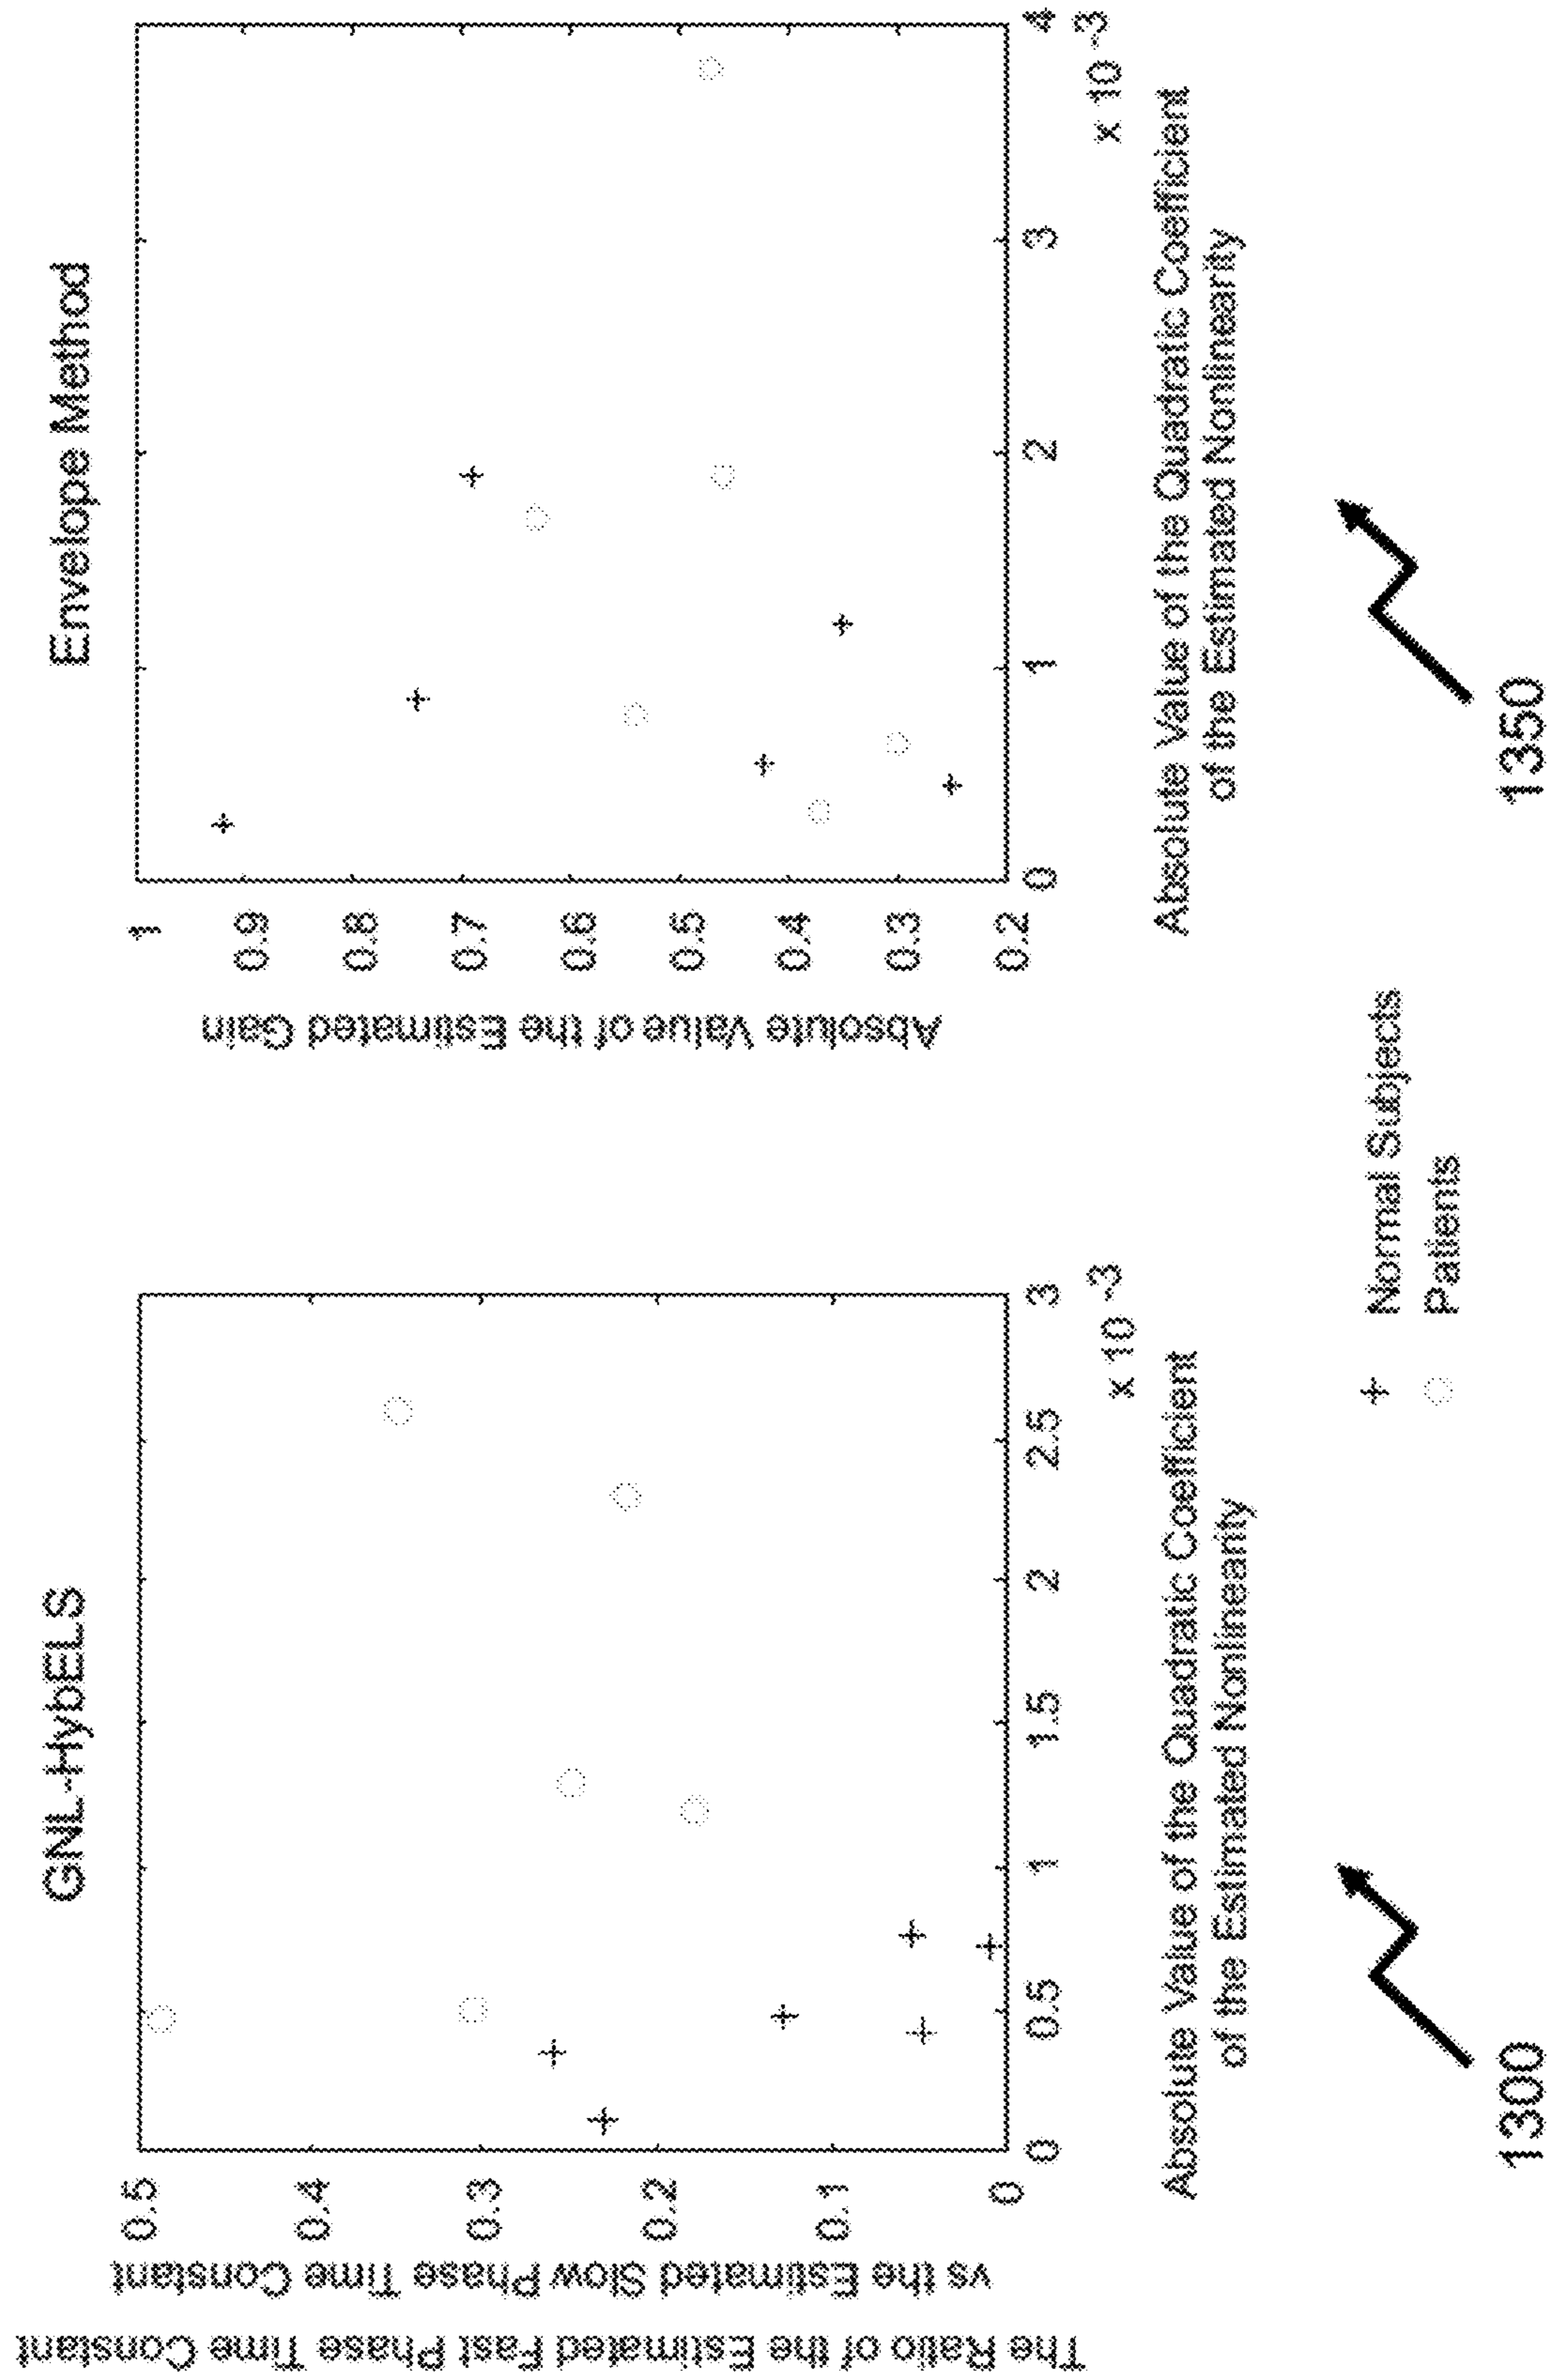 GNL-HybELS
The Ratio of the Estimated Fast Phase Time Constant
vs the Estimated Slow Phase Time Constant
0.5
0.4
0.3
0.2
0.1
0
0
0.5
1
1.5
2
2.5
3
x 10 -3
Absolute Value of the Quadratic Coefficient
of the Estimated Nonlinearity
1300
Envelope Method
Absolute Value of the Estimated Gain
1
0.9
0.8
0.7
0.6
0.5
0.4
0.3
0.2
0
1
2
3
4
x 10 -3
Absolute Value of the Quadratic Coefficient
of the Estimated Nonlinearity
1350
Normal Subjects
Patients